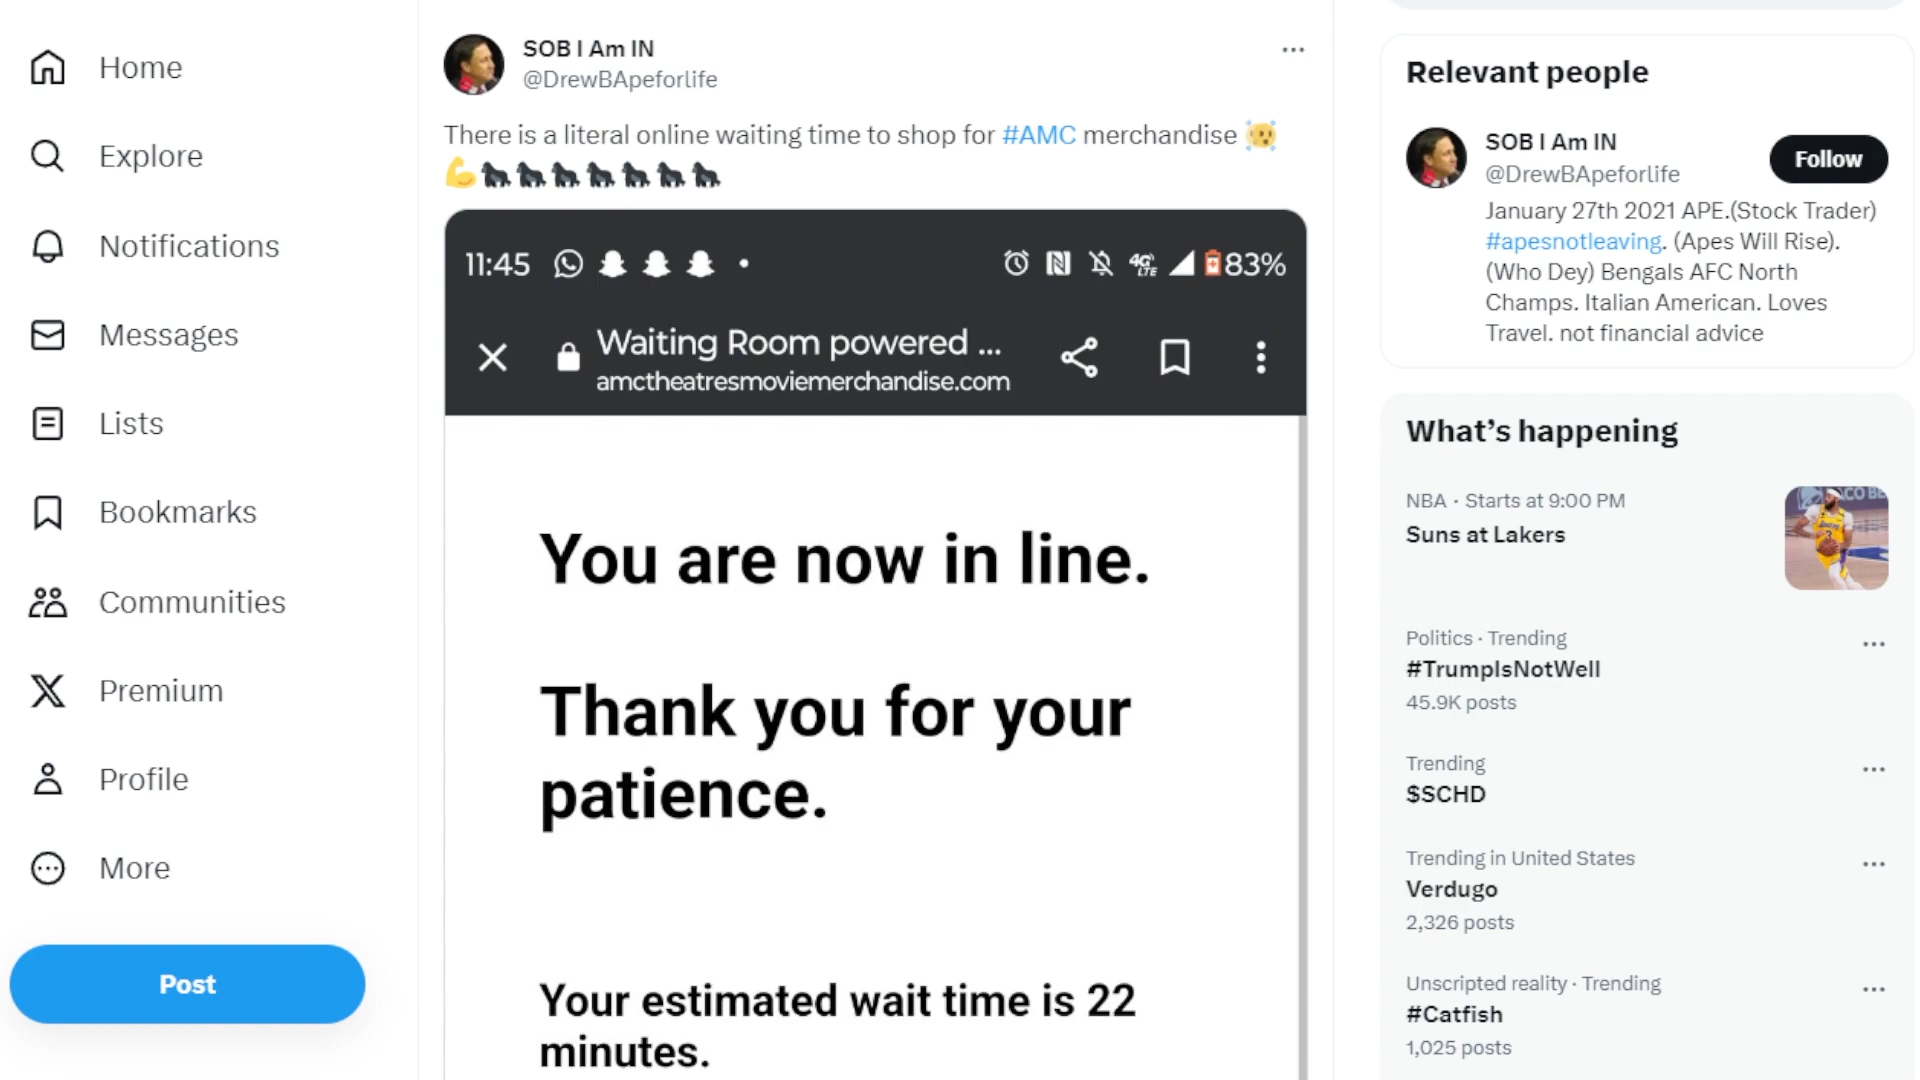 Home
Explore
Notifications
Messages
Lists
Bookmarks
Communities
Premium
Profile
More
Post
SOB I Am IN
@DrewBApeforlife
There is a literal online waiting time to shop for #AMC merchandise
11:45
4G LTE
83%
Waiting Room powered ...
amctheatresmoviemerchandise.com
You are now in line.
Thank you for your
patience.
Your estimated wait time is 22
minutes.
Relevant people
SOB I Am IN
@DrewBApeforlife
Follow
January 27th 2021 APE.(Stock Trader)
#apesnotleaving. (Apes Will Rise).
(Who Dey) Bengals AFC North
Champs. Italian American. Loves
Travel. not financial advice
What’s happening
NBA · Starts at 9:00 PM
Suns at Lakers
Politics · Trending
#TrumpIsNotWell
45.9K posts
Trending
$SCHD
Trending in United States
Verdugo
2,326 posts
Unscripted reality · Trending
#Catfish
1,025 posts